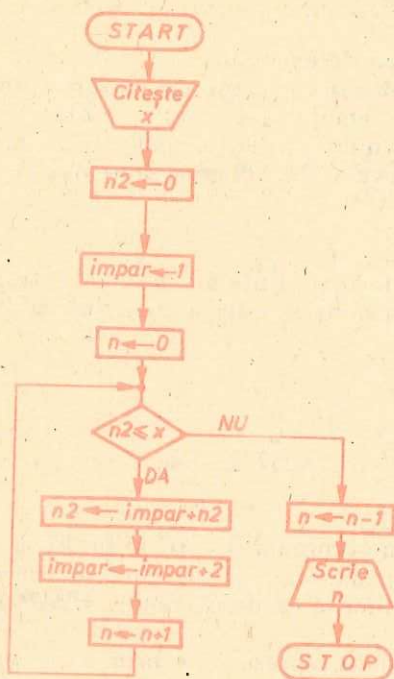 START
Citește
x
n2←0
impar←1
n←0
n2≤x
NU
DA
n2←impar+n2
n←n-1
impar←impar+2
Scrie
n
n←n+1
STOP